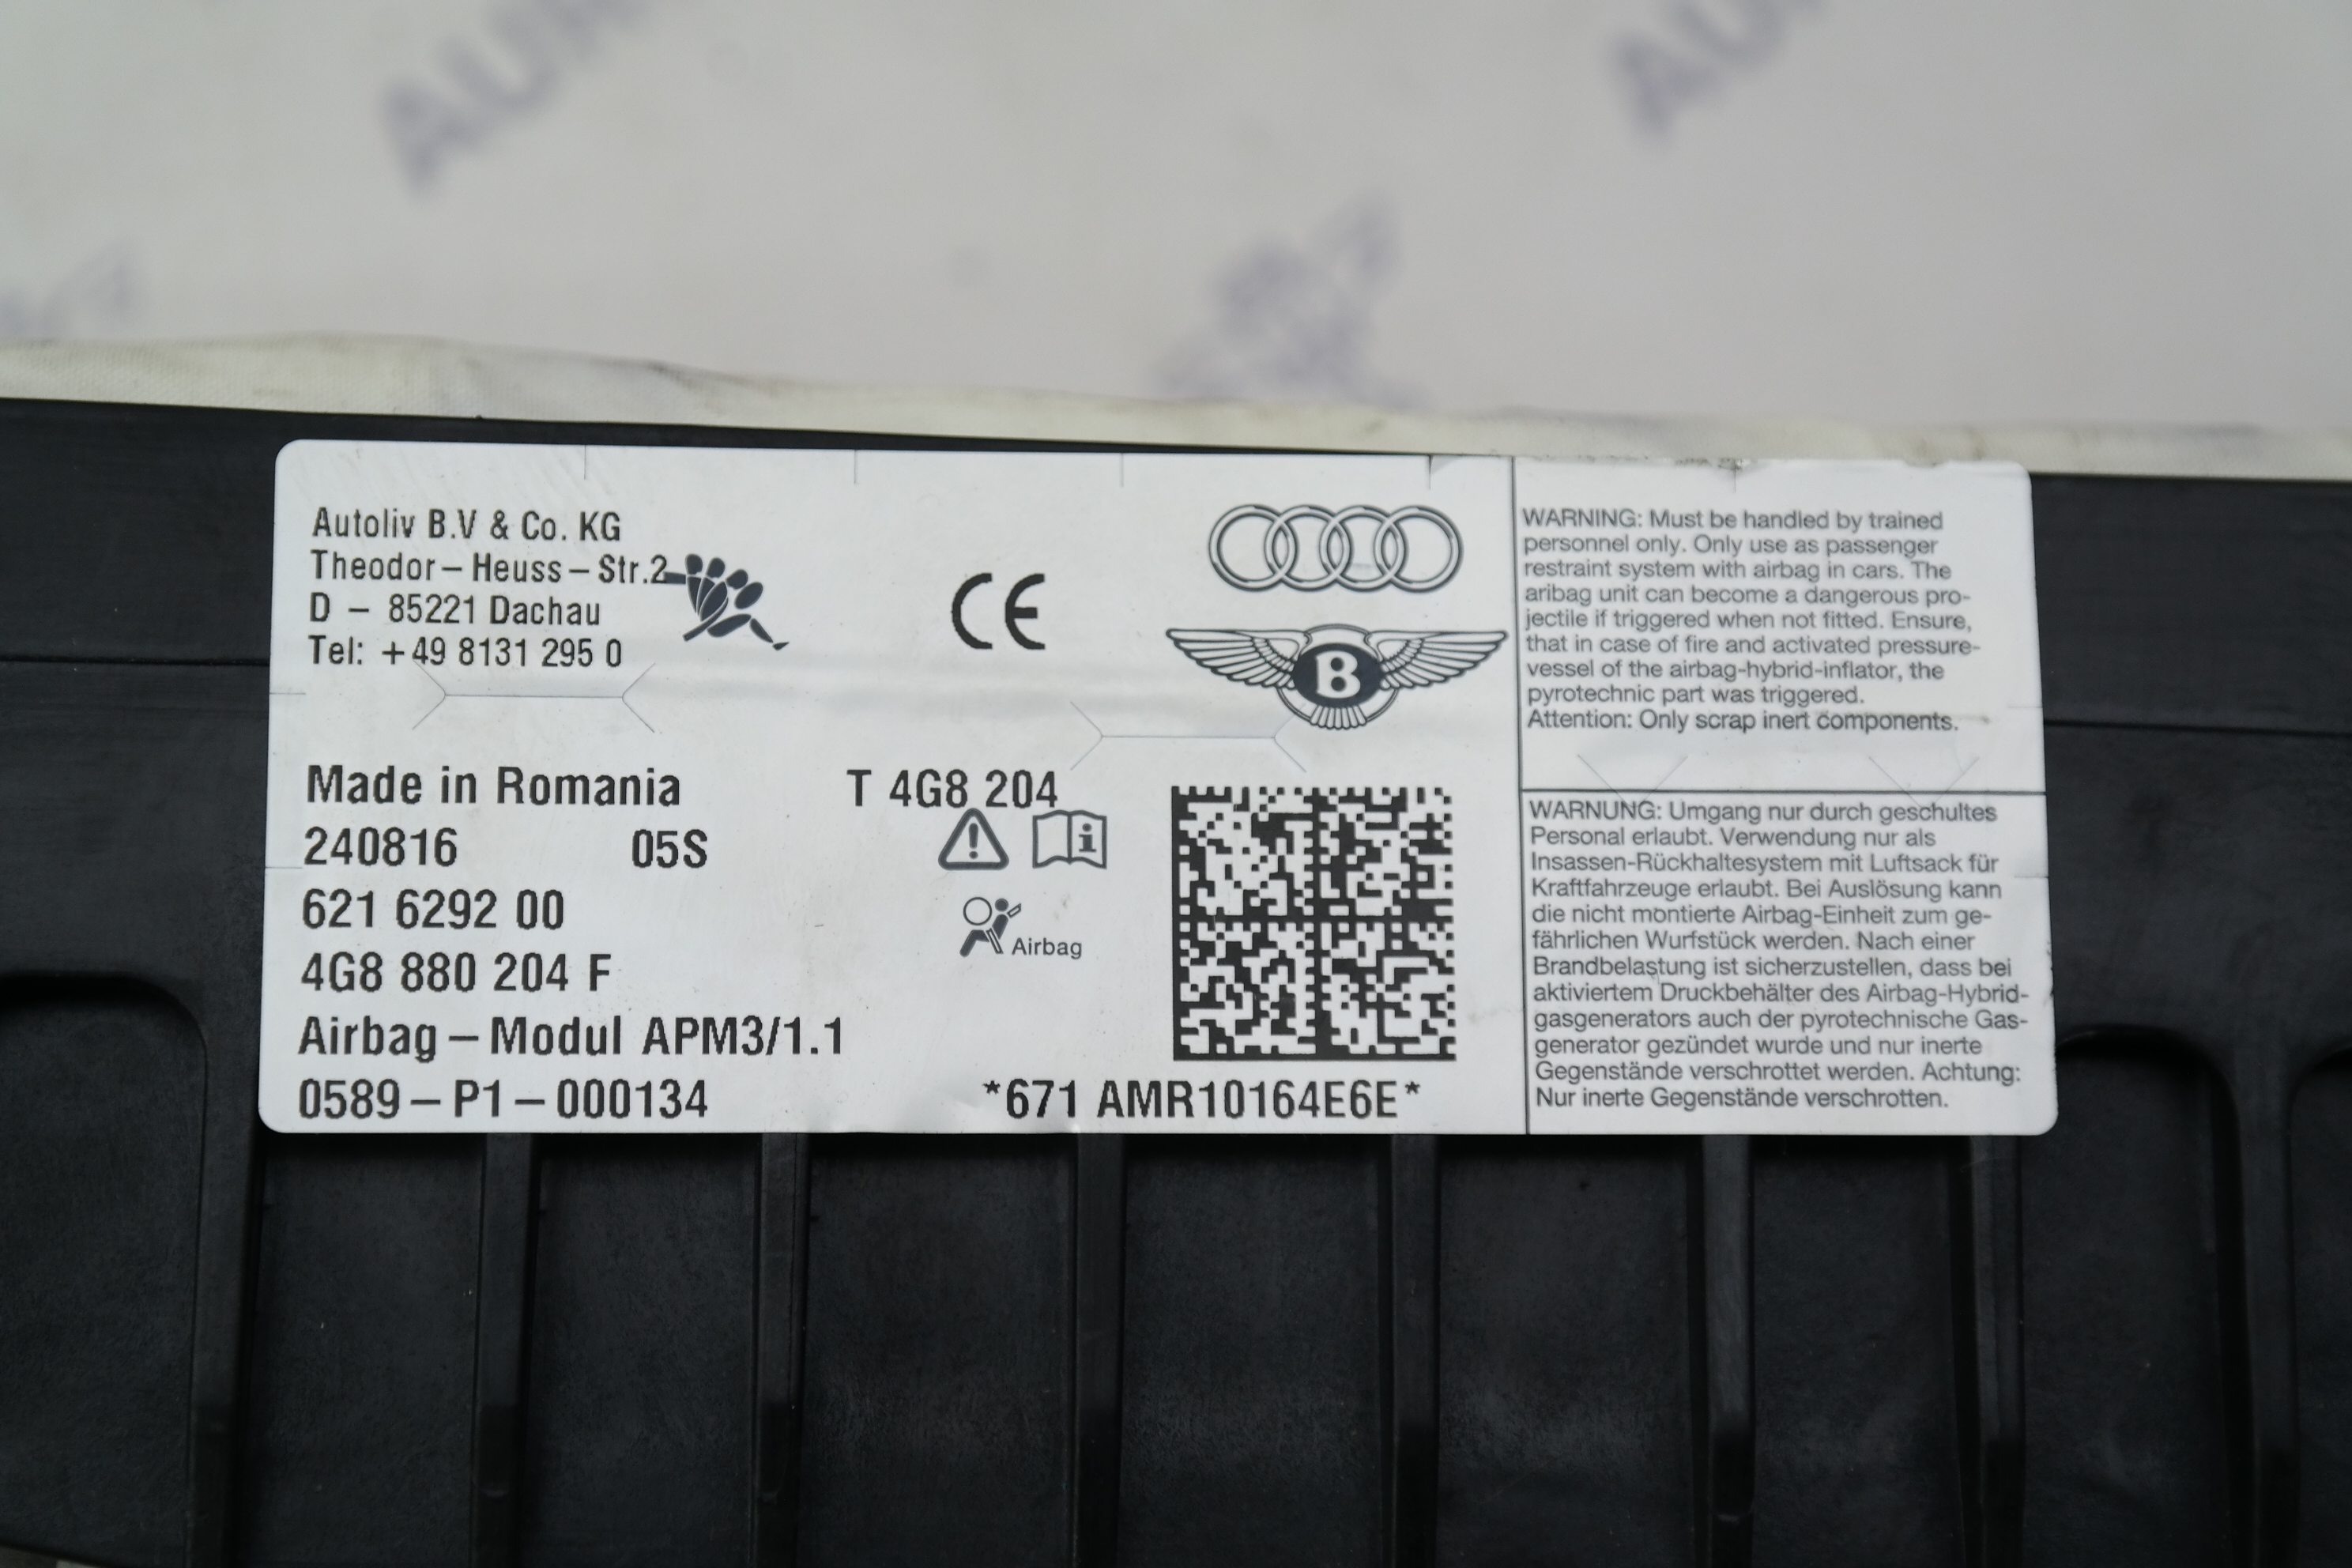 Autoliv B.V & Co. KG
Theodor – Heuss – Str.2
D – 85221 Dachau
Tel: +49 8131 295 0
CE
B
Made in Romania
T 4G8 204
240816 05S
621 6292 00
4G8 880 204 F
Airbag
Airbag – Modul APM3/1.1
0589 – P1 – 000134
*671 AMR10164E6E*
WARNING: Must be handled by trained
personnel only. Only use as passenger
restraint system with airbag in cars. The
aribag unit can become a dangerous pro-
jectile if triggered when not fitted. Ensure,
that in case of fire and activated pressure-
vessel of the airbag-hybrid-inflator, the
pyrotechnic part was triggered.
Attention: Only scrap inert components.
WARNUNG: Umgang nur durch geschultes
Personal erlaubt. Verwendung nur als
Insassen-Rückhaltesystem mit Luftsack für
Kraftfahrzeuge erlaubt. Bei Auslösung kann
die nicht montierte Airbag-Einheit zum ge-
fährlichen Wurfstück werden. Nach einer
Brandbelastung ist sicherzustellen, dass bei
aktiviertem Druckbehälter des Airbag-Hybrid-
gasgenerators auch der pyrotechnische Gas-
generator gezündet wurde und nur inerte
Gegenstände verschrottet werden. Achtung:
Nur inerte Gegenstände verschrotten.